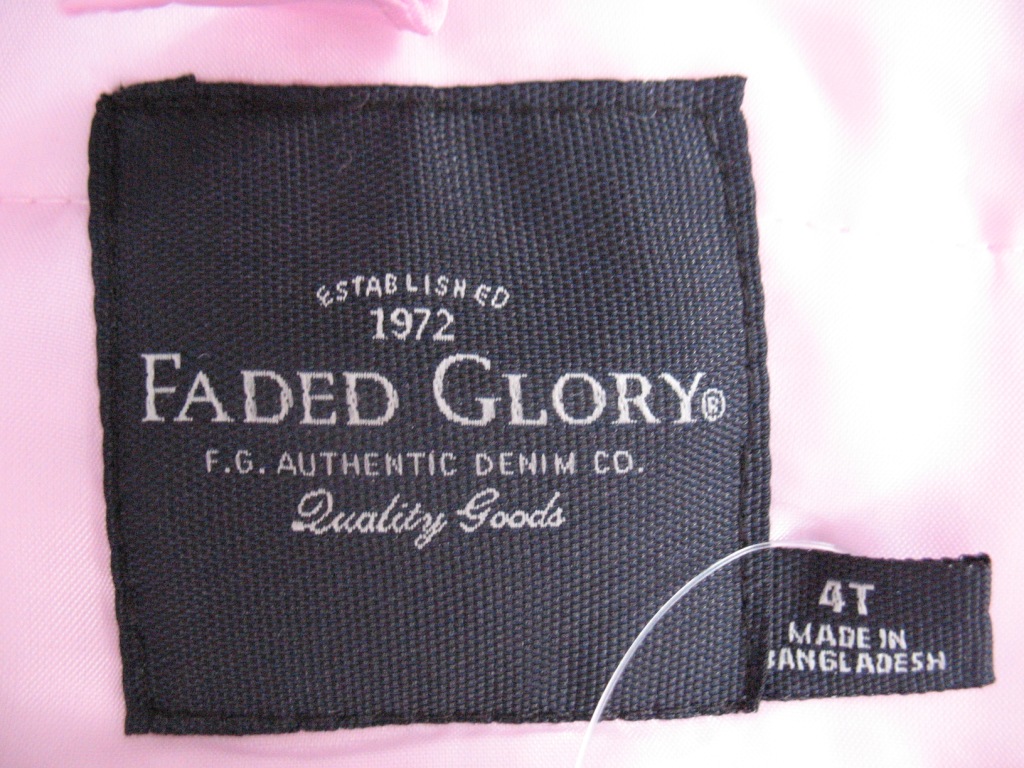 ESTABLISHED
1972
FADED GLORY®
F.G. AUTHENTIC DENIM CO.
Quality Goods
4T
MADE IN
BANGLADESH